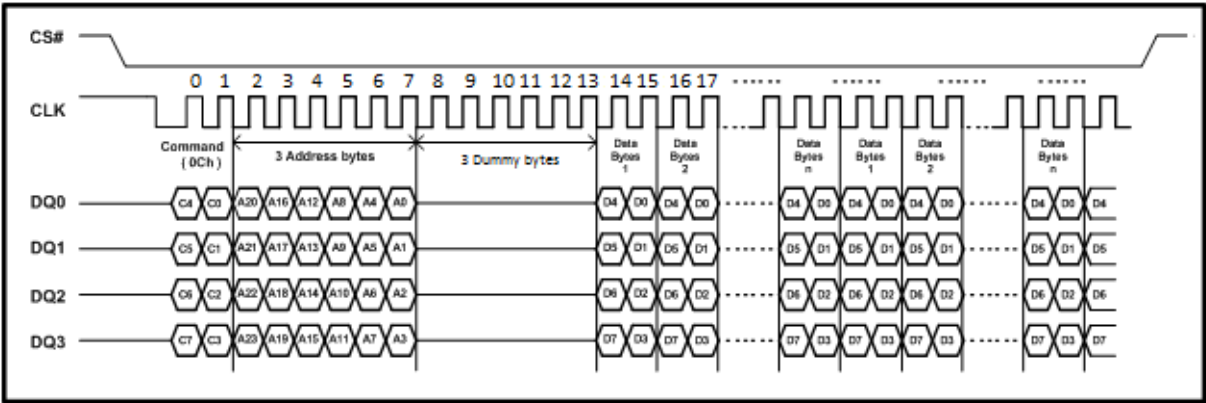 CS#
0 1 2 3 4 5 6 7 8 9 10 11 12 13 14 15 16 17
CLK
Command
( 0Ch )
3 Address bytes
3 Dummy bytes
Data
Bytes
1
Data
Bytes
2
Data
Bytes
n
Data
Bytes
1
Data
Bytes
2
Data
Bytes
n
DQ0 C4 C0 A20 A16 A12 A8 A4 A0 D4 D0 D4 D0 D4 D0 D4 D0 D4 D0 D4 D0 D4
DQ1 C5 C1 A21 A17 A13 A9 A5 A1 D5 D1 D5 D1 D5 D1 D5 D1 D5 D1 D5 D1 D5
DQ2 C6 C2 A22 A18 A14 A10 A6 A2 D6 D2 D6 D2 D6 D2 D6 D2 D6 D2 D6 D2 D6
DQ3 C7 C3 A23 A19 A15 A11 A7 A3 D7 D3 D7 D3 D7 D3 D7 D3 D7 D3 D7 D3 D7